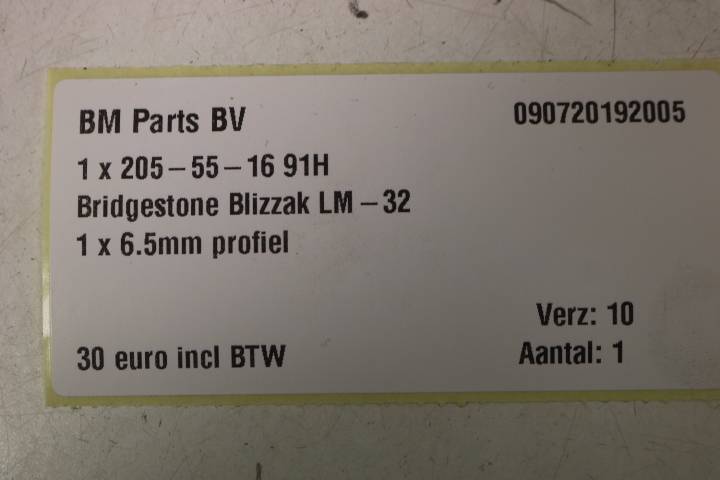 BM Parts BV 090720192005
1 x 205-55-16 91H
Bridgestone Blizzak LM-32
1 x 6.5mm profiel
Verz: 10
30 euro incl BTW Aantal: 1